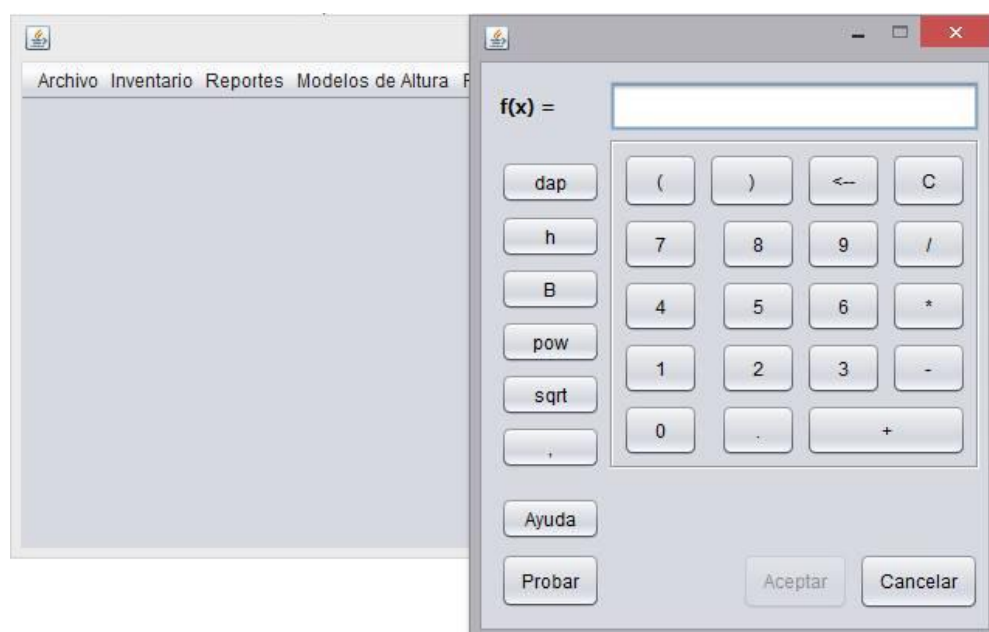 Archivo Inventario Reportes Modelos de Altura
f(x) =
dap
( ) <-- C
h
7 8 9 /
B
4 5 6 *
pow
1 2 3 -
sqrt
0 . +
,
Ayuda
Probar Aceptar Cancelar